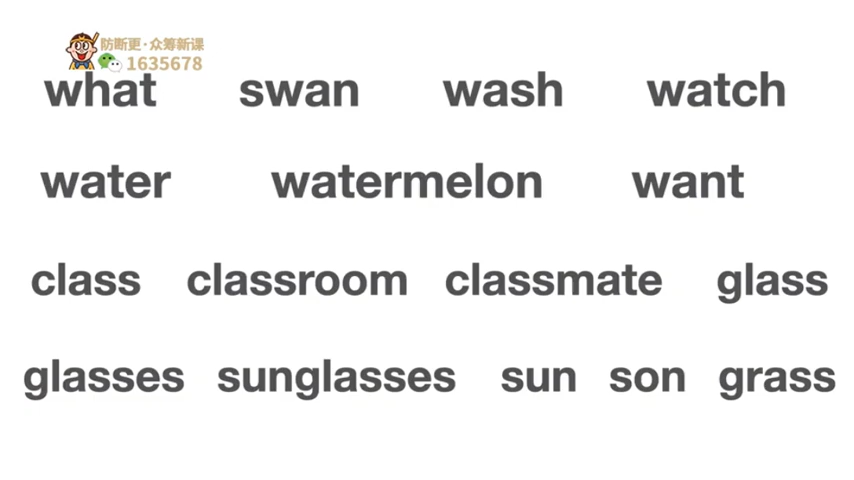 防断更·众筹新课
1635678
what swan wash watch
water watermelon want
class classroom classmate glass
glasses sunglasses sun son grass